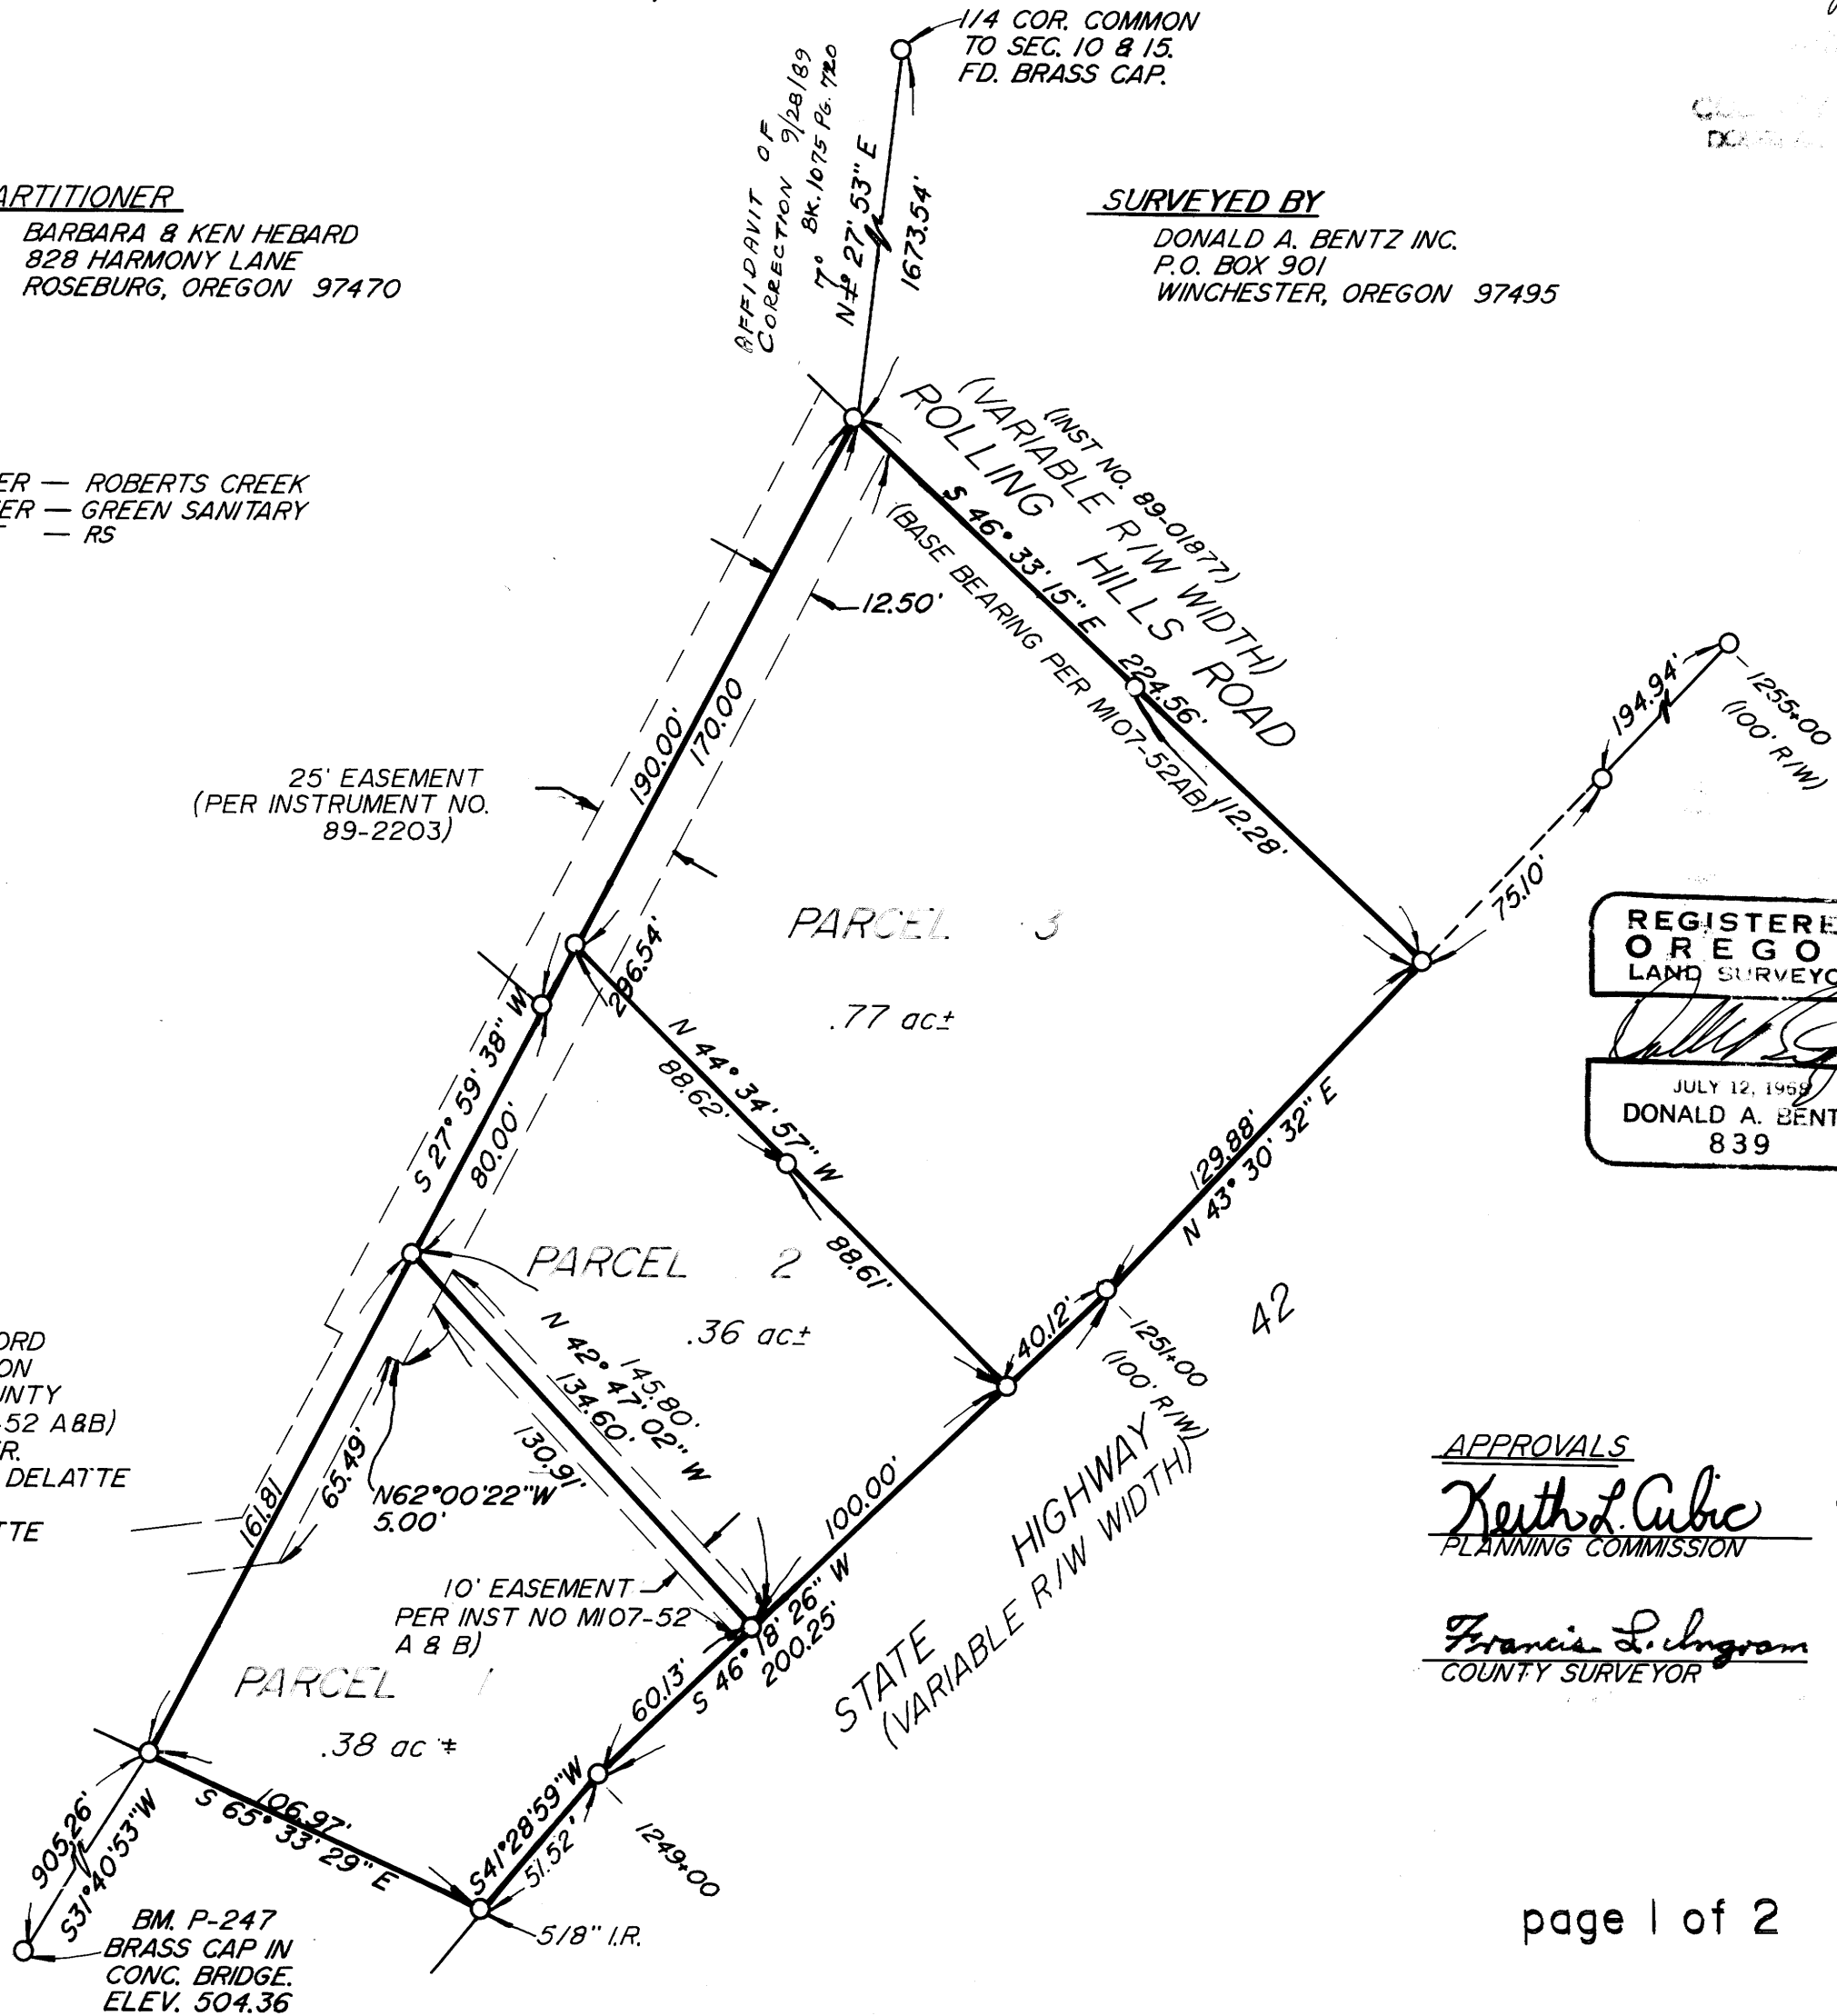 1/4 COR. COMMON
TO SEC. 10 & 15.
FD. BRASS CAP.
AFFIDAVIT OF
CORRECTION 9/28/89
BK. 1075 PG. 720
7°
N 7° 27' 53" E
1673.54'
ARTITIONER
BARBARA & KEN HEBARD
828 HARMONY LANE
ROSEBURG, OREGON 97470
SURVEYED BY
DONALD A. BENTZ INC.
P.O. BOX 901
WINCHESTER, OREGON 97495
ER — ROBERTS CREEK
ER — GREEN SANITARY
— RS
(INST NO. 89-01877)
(VARIABLE R/W WIDTH)
ROLLING HILLS ROAD
S 46° 33' 15" E 224.56'
(BASE BEARING PER M107-52AB)
112.28'
12.50'
190.00'
170.00
25' EASEMENT
(PER INSTRUMENT NO.
89-2203)
194.94'
1255+00
(100' R/W)
75.10'
PARCEL 3
.77 ac±
REGISTERE
OREGO
LAND SURVEYO
JULY 12, 1968
DONALD A. BENT
839
296.54'
N 44° 34' 57" W
88.62'
88.61'
S 27° 59' 38" W
80.00'
129.88'
N 43° 30' 32" E
PARCEL 2
.36 ac±
40.12'
1251+00
(100' R/W)
42
N 42° 47' 02" W
145.80'
134.60'
130.91'
ORD
ON
UNTY
-52 A&B)
R.
DELATTE
TTE
161.81
65.49'
N62°00'22"W
5.00'
100.00'
HIGHWAY
STATE
(VARIABLE R/W WIDTH)
10' EASEMENT
PER INST NO M107-52
A & B)
S 46° 18' 26" W
200.25'
60.13'
PARCEL 1
.38 ac ±
APPROVALS
Keith L. Cubic
PLANNING COMMISSION
Francis L. Ingram
COUNTY SURVEYOR
106.97'
S 65° 33' 29" E
S41°28'59"W
51.52'
1249+00
5/8" I.R.
905.26'
S31°40'53"W
BM. P-247
BRASS CAP IN
CONC. BRIDGE.
ELEV. 504.36
page 1 of 2